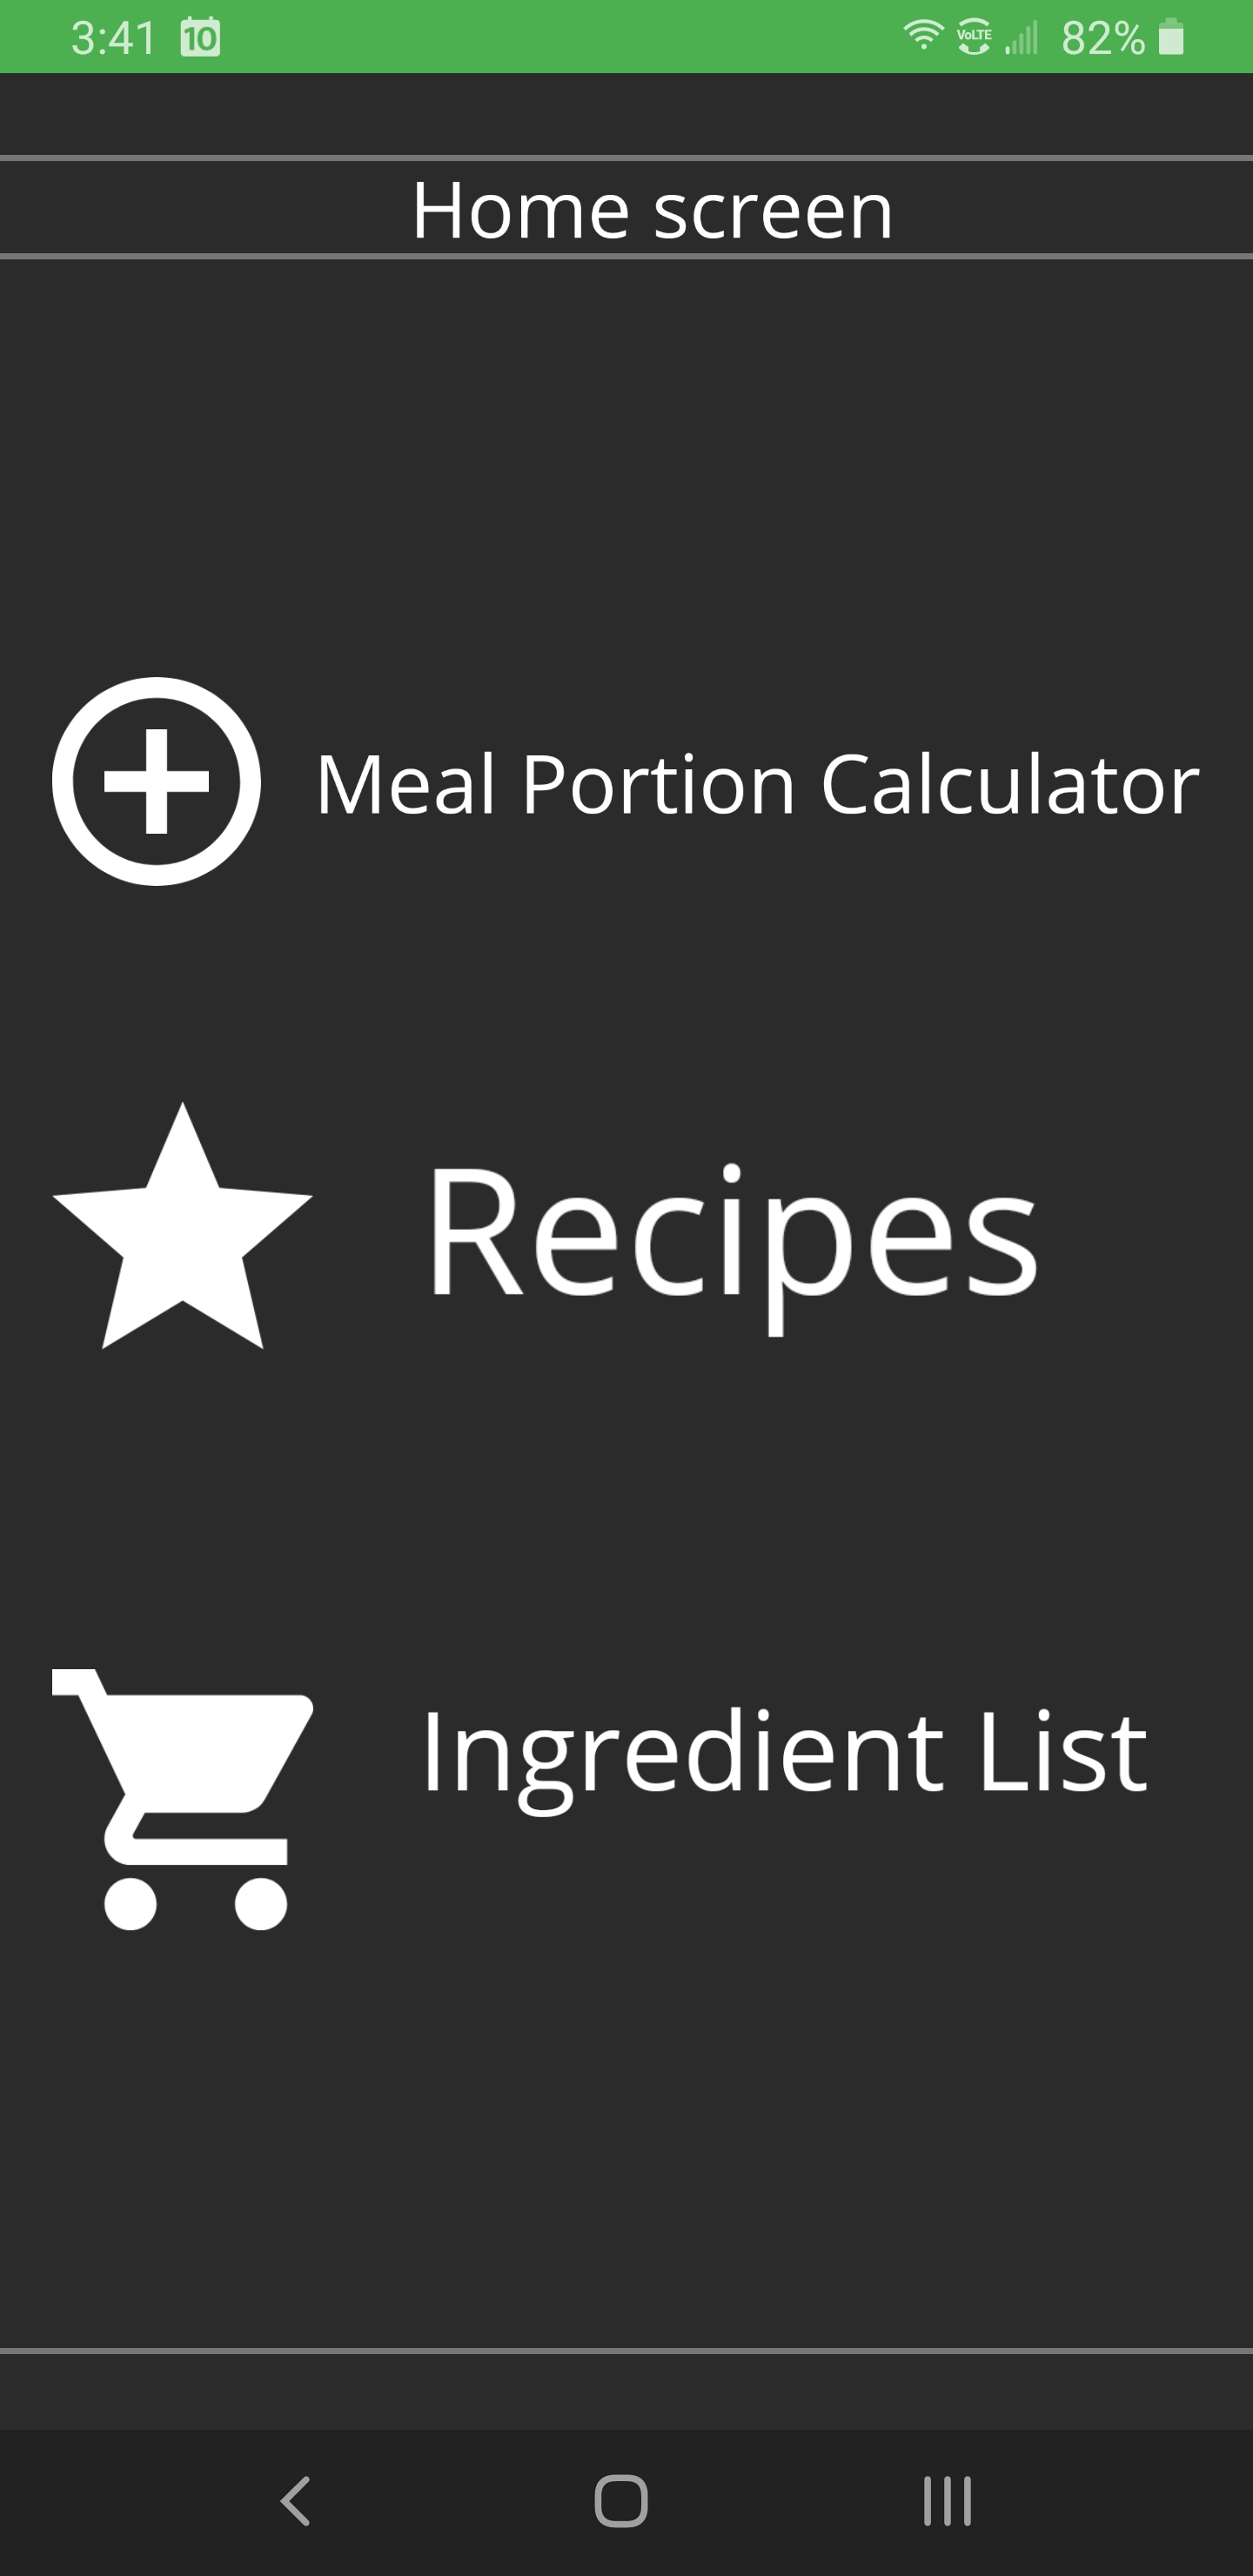 3:41 10 VoLTE 82%
Home screen
Meal Portion Calculator
Recipes
Ingredient List